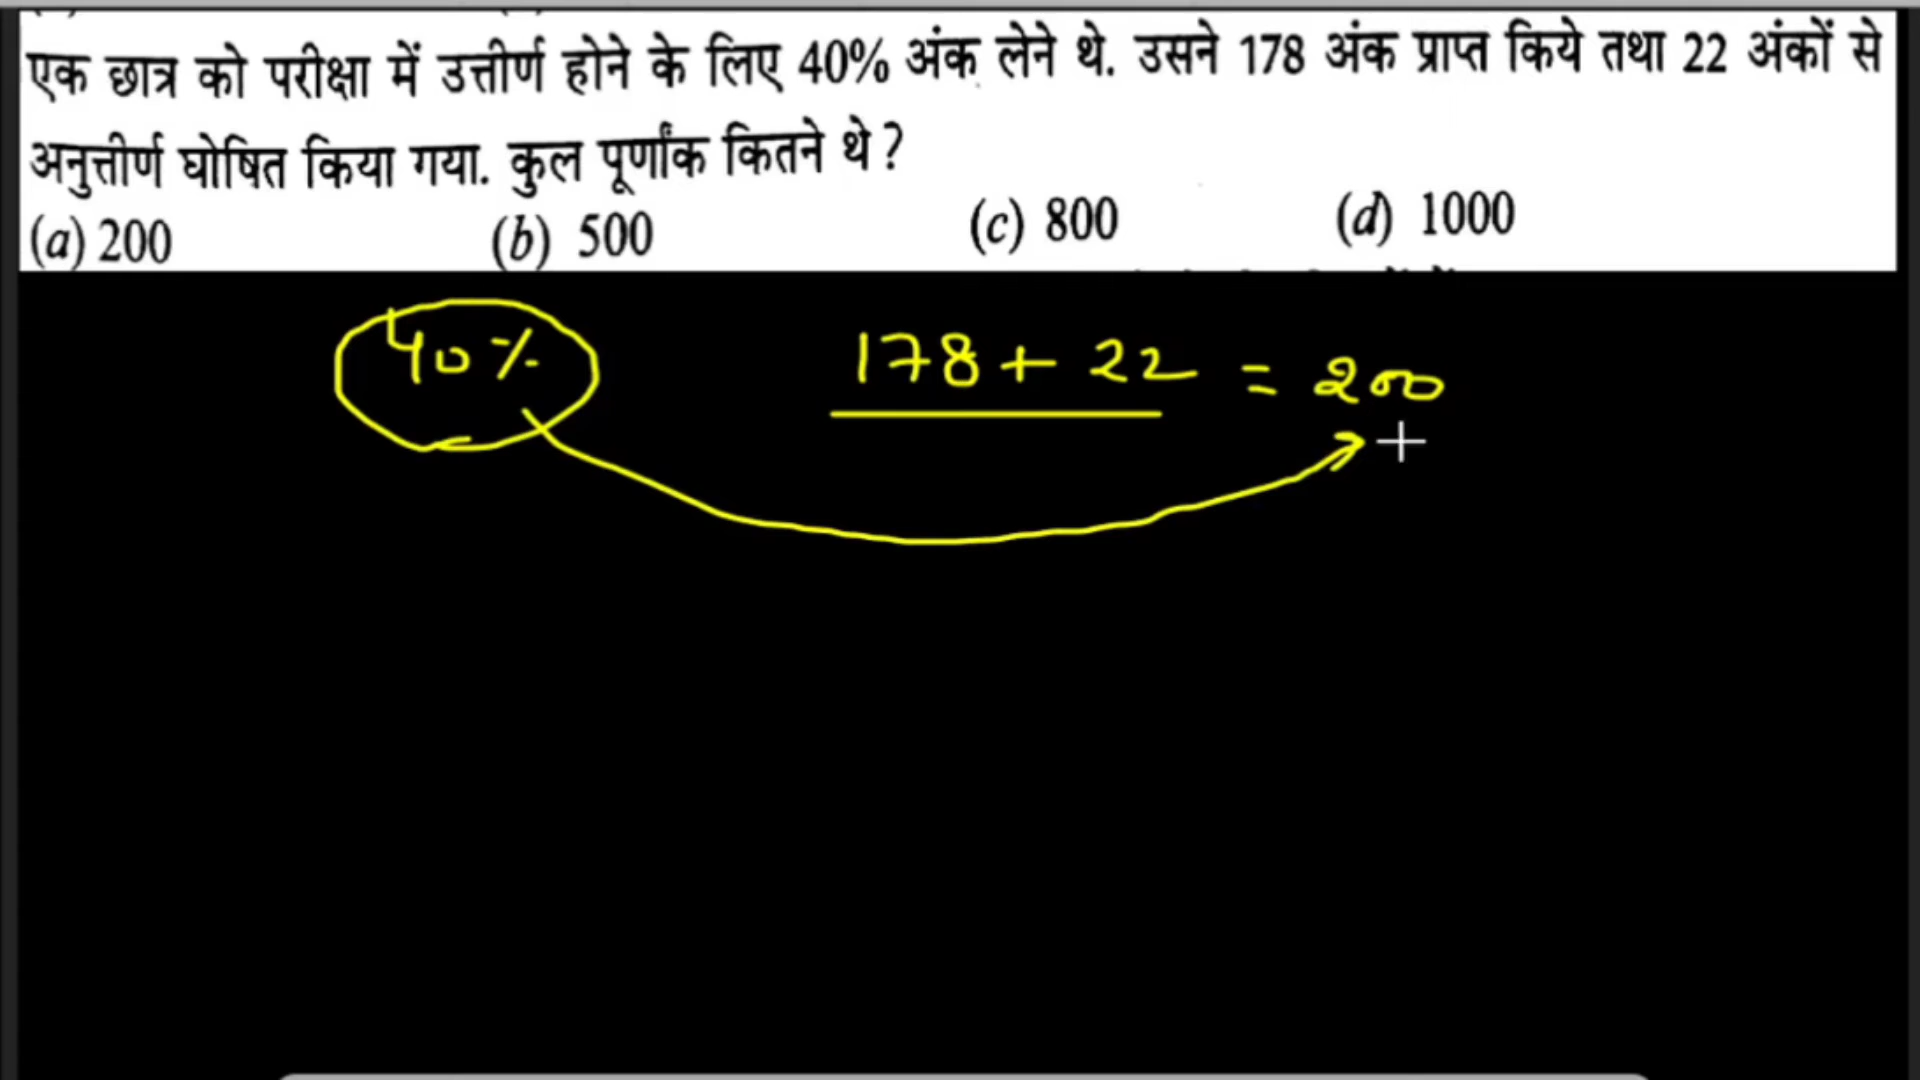 एक छात्र को परीक्षा में उत्तीर्ण होने के लिए 40% अंक लेने थे. उसने 178 अंक प्राप्त किये तथा 22 अंकों से
अनुत्तीर्ण घोषित किया गया. कुल पूर्णांक कितने थे ?
(a) 200 (b) 500 (c) 800 (d) 1000
40% 178 + 22 = 200